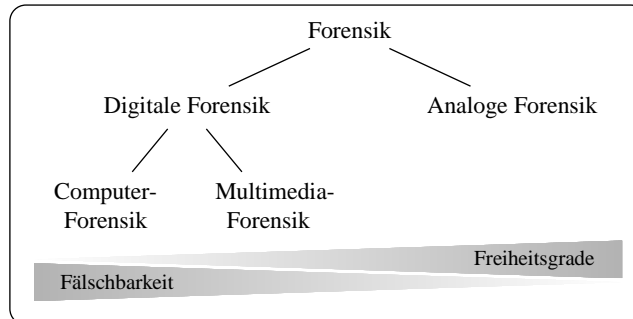 Forensik
Digitale Forensik
Analoge Forensik
Computer-
Forensik
Multimedia-
Forensik
Freiheitsgrade
Fälschbarkeit